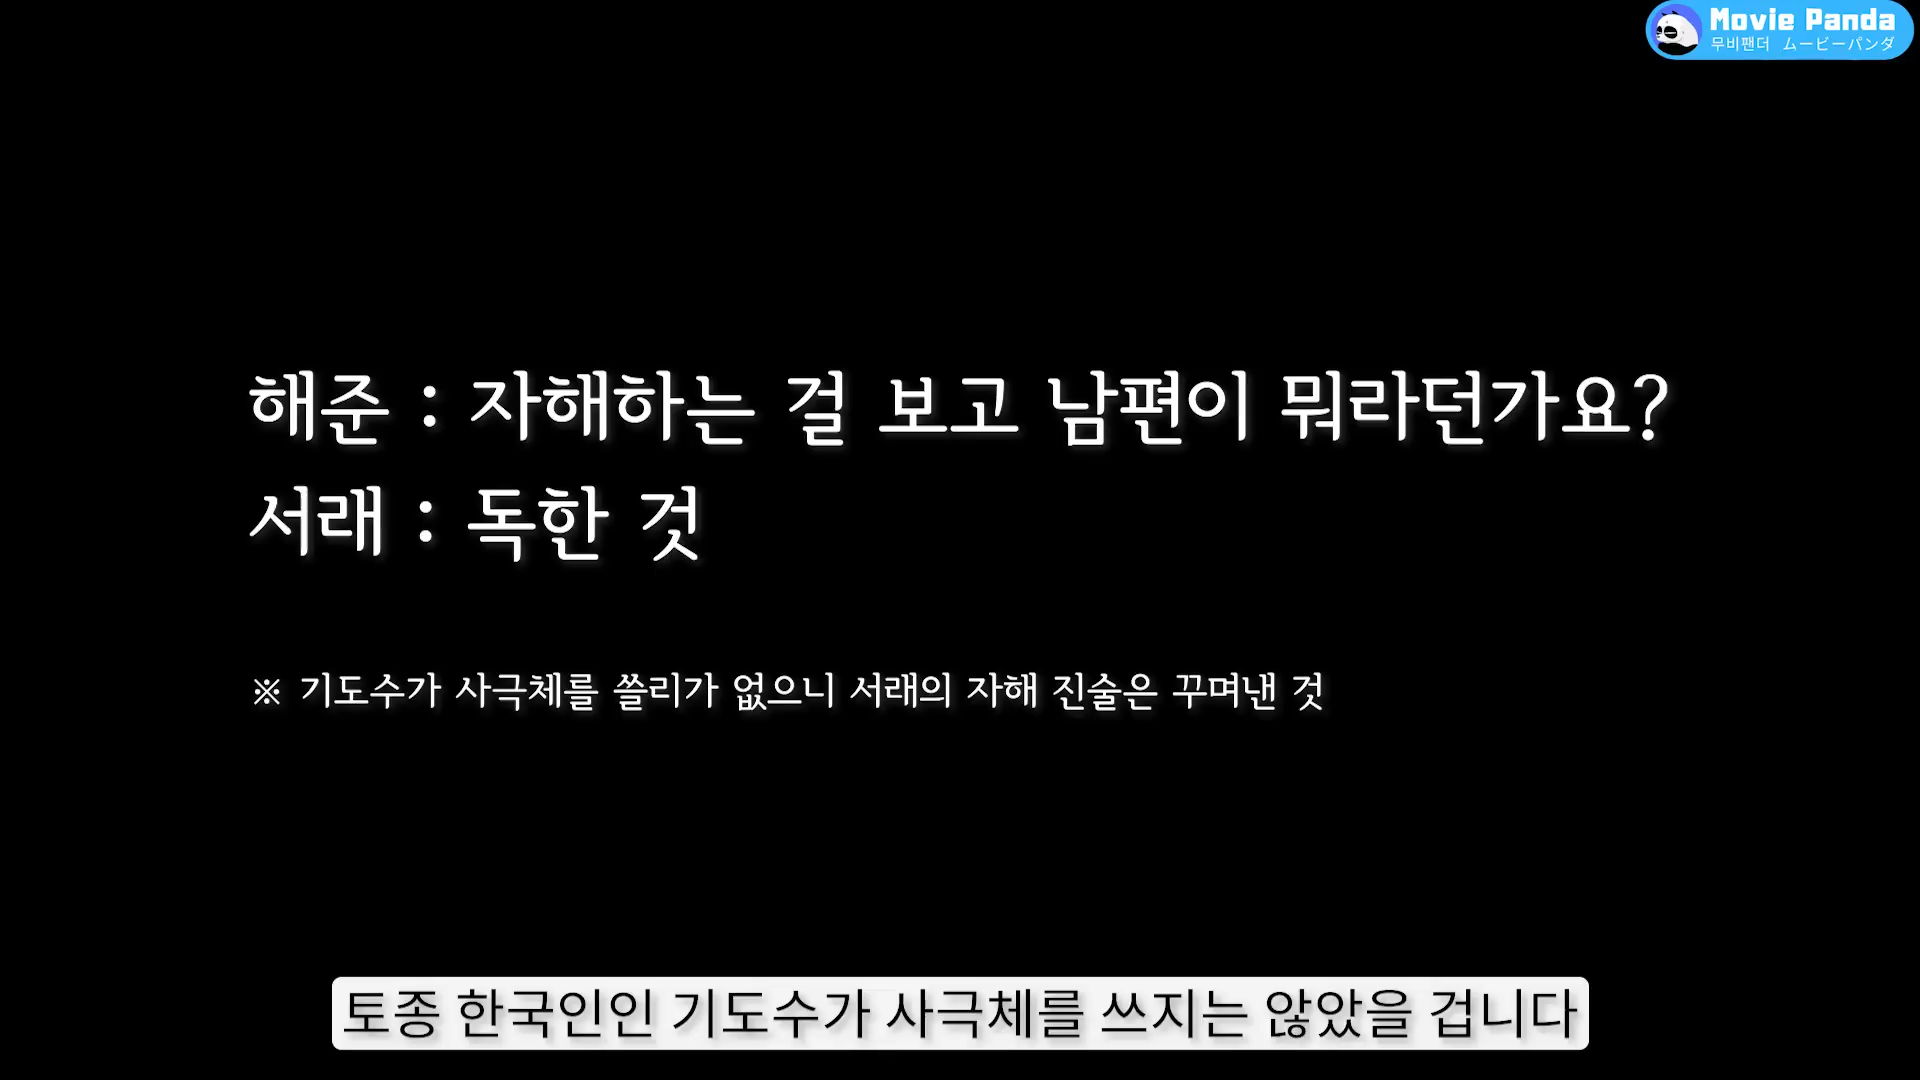 Movie Panda
무비팬더 ムービーパンダ
해준 : 자해하는 걸 보고 남편이 뭐라던가요?
서래 : 독한 것
※ 기도수가 사극체를 쓸리가 없으니 서래의 자해 진술은 꾸며낸 것
토종 한국인인 기도수가 사극체를 쓰지는 않았을 겁니다